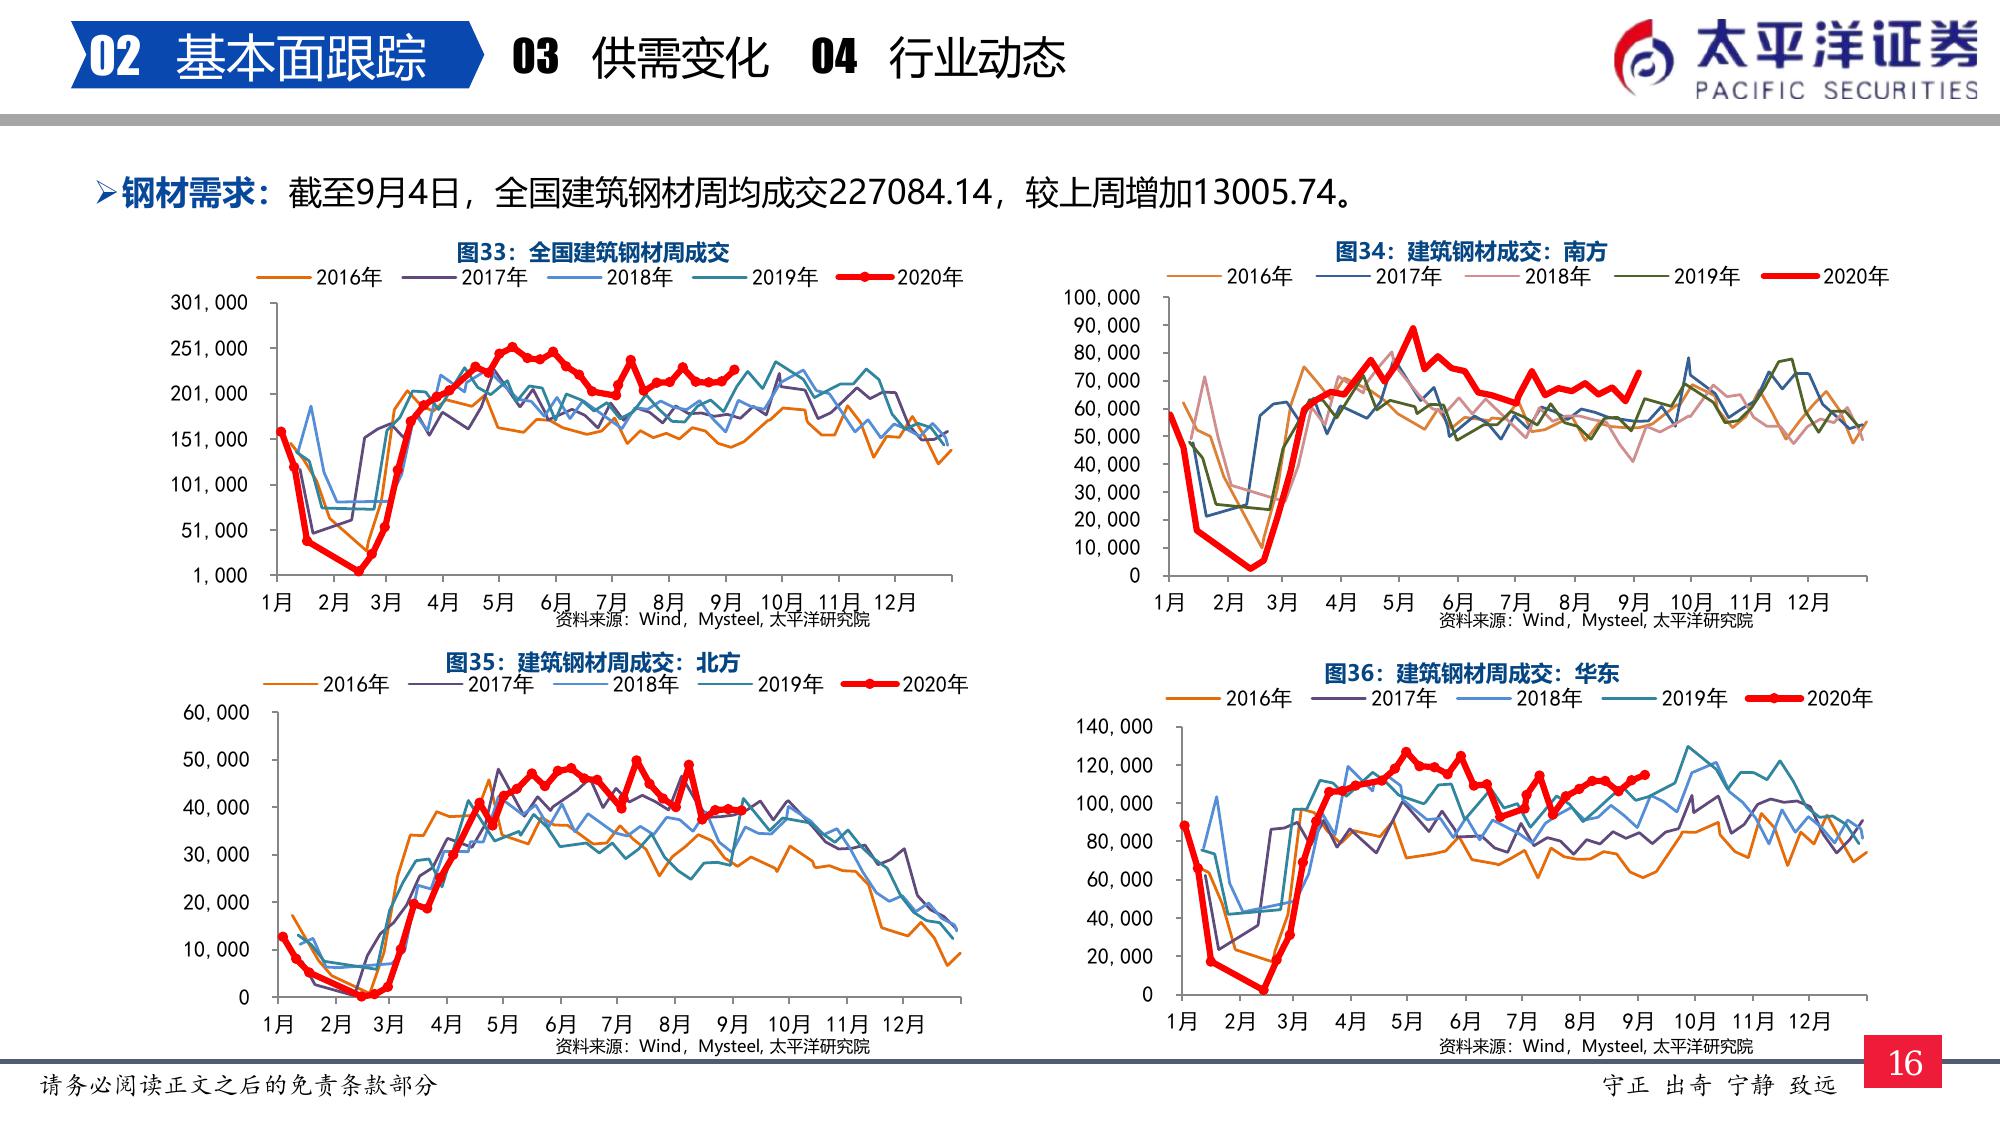 02 基本面跟踪 03 供需变化 04 行业动态
太平洋证券
PACIFIC SECURITIES
➢钢材需求：截至9月4日，全国建筑钢材周均成交227084.14，较上周增加13005.74。
图33：全国建筑钢材周成交
2016年 2017年 2018年 2019年 2020年
301,000
251,000
201,000
151,000
101,000
51,000
1,000
1月 2月 3月 4月 5月 6月 7月 8月 9月 10月 11月 12月
资料来源：Wind，Mysteel, 太平洋研究院
图34：建筑钢材成交：南方
2016年 2017年 2018年 2019年 2020年
100,000
90,000
80,000
70,000
60,000
50,000
40,000
30,000
20,000
10,000
0
1月 2月 3月 4月 5月 6月 7月 8月 9月 10月 11月 12月
资料来源：Wind，Mysteel, 太平洋研究院
图35：建筑钢材周成交：北方
2016年 2017年 2018年 2019年 2020年
60,000
50,000
40,000
30,000
20,000
10,000
0
1月 2月 3月 4月 5月 6月 7月 8月 9月 10月 11月 12月
资料来源：Wind，Mysteel, 太平洋研究院
图36：建筑钢材周成交：华东
2016年 2017年 2018年 2019年 2020年
140,000
120,000
100,000
80,000
60,000
40,000
20,000
0
1月 2月 3月 4月 5月 6月 7月 8月 9月 10月 11月 12月
资料来源：Wind，Mysteel, 太平洋研究院
请务必阅读正文之后的免责条款部分
守正 出奇 宁静 致远
16